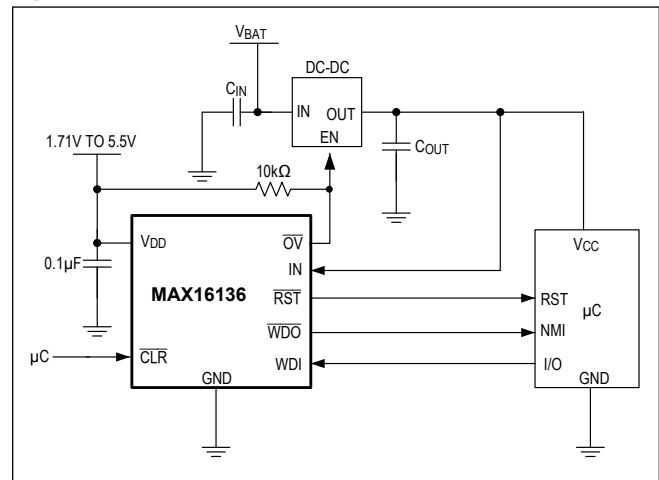 VBAT
DC-DC
CIN
IN
OUT
EN
COUT
1.71V TO 5.5V
10kΩ
VDD
OV
VCC
0.1µF
IN
MAX16136
RST
RST
µC
WDO
NMI
µC
CLR
WDI
I/O
GND
GND